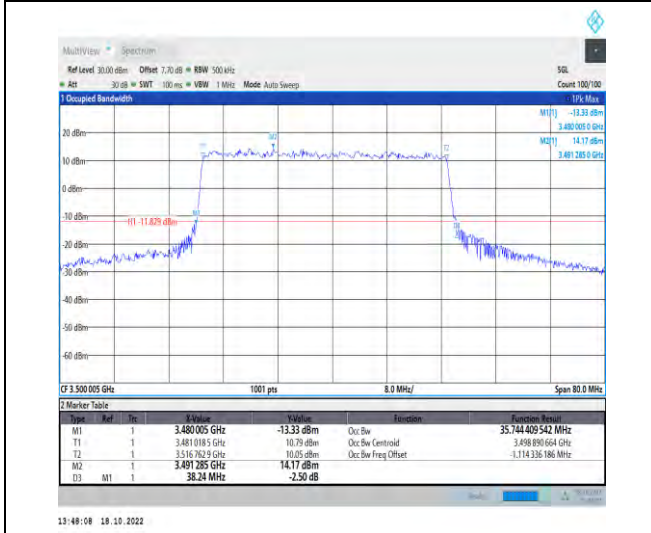 MultiView Spectrum
Ref Level 30.00 dBm Offset 7.70 dB RBW 500 kHz SGL
Att 30 dB SWT 100 ms VBW 1 MHz Mode Auto Sweep Count 100/100
1 Occupied Bandwidth 1Pk Max
M1[1] -13.33 dBm
3.480 005 0 GHz
M2[1] 14.17 dBm
3.491 285 0 GHz
20 dBm
T1 M2 T2
10 dBm
0 dBm
-10 dBm
M1
H1 -11.829 dBm
D3
-20 dBm
-30 dBm
-40 dBm
-50 dBm
-60 dBm
CF 3.500 005 GHz 1001 pts 8.0 MHz/ Span 80.0 MHz
2 Marker Table
Type Ref Trc X-Value Y-Value Function Function Result
M1 1 3.480 005 GHz -13.33 dBm Occ Bw 35.744 409 542 MHz
T1 1 3.481 018 5 GHz 10.79 dBm Occ Bw Centroid 3.498 890 664 GHz
T2 1 3.516 762 9 GHz 10.05 dBm Occ Bw Freq Offset -1.114 336 186 MHz
M2 1 3.491 285 GHz 14.17 dBm
D3 M1 1 38.24 MHz -2.50 dB
13:48:08 18.10.2022